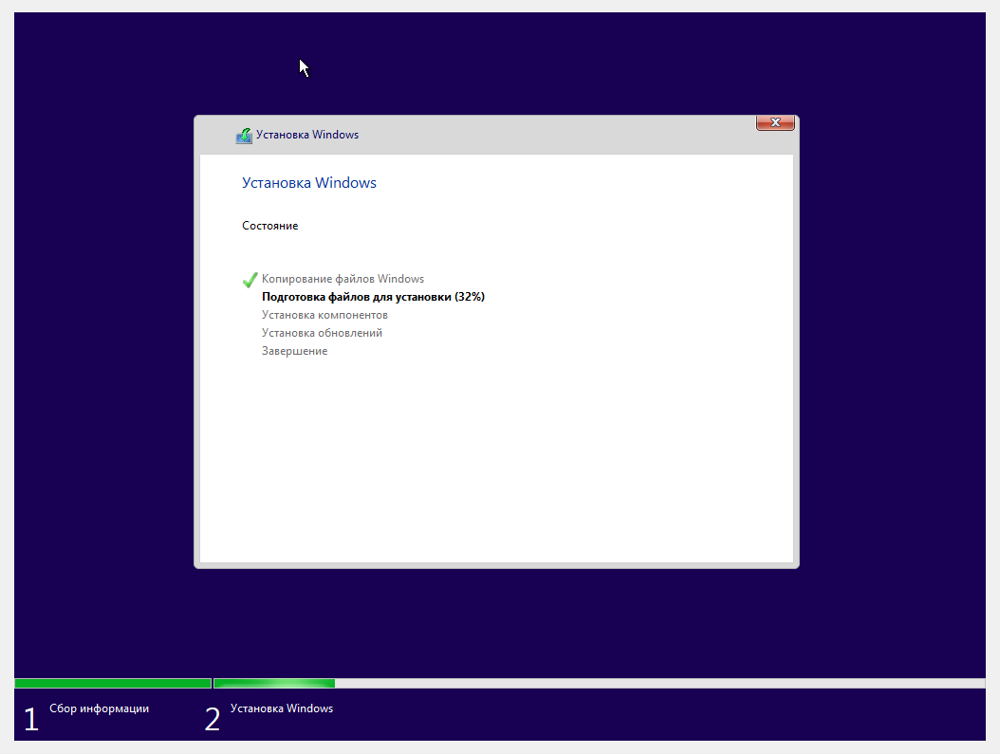 Установка Windows
Установка Windows
Состояние
Копирование файлов Windows
Подготовка файлов для установки (32%)
Установка компонентов
Установка обновлений
Завершение
1 Сбор информации
2 Установка Windows